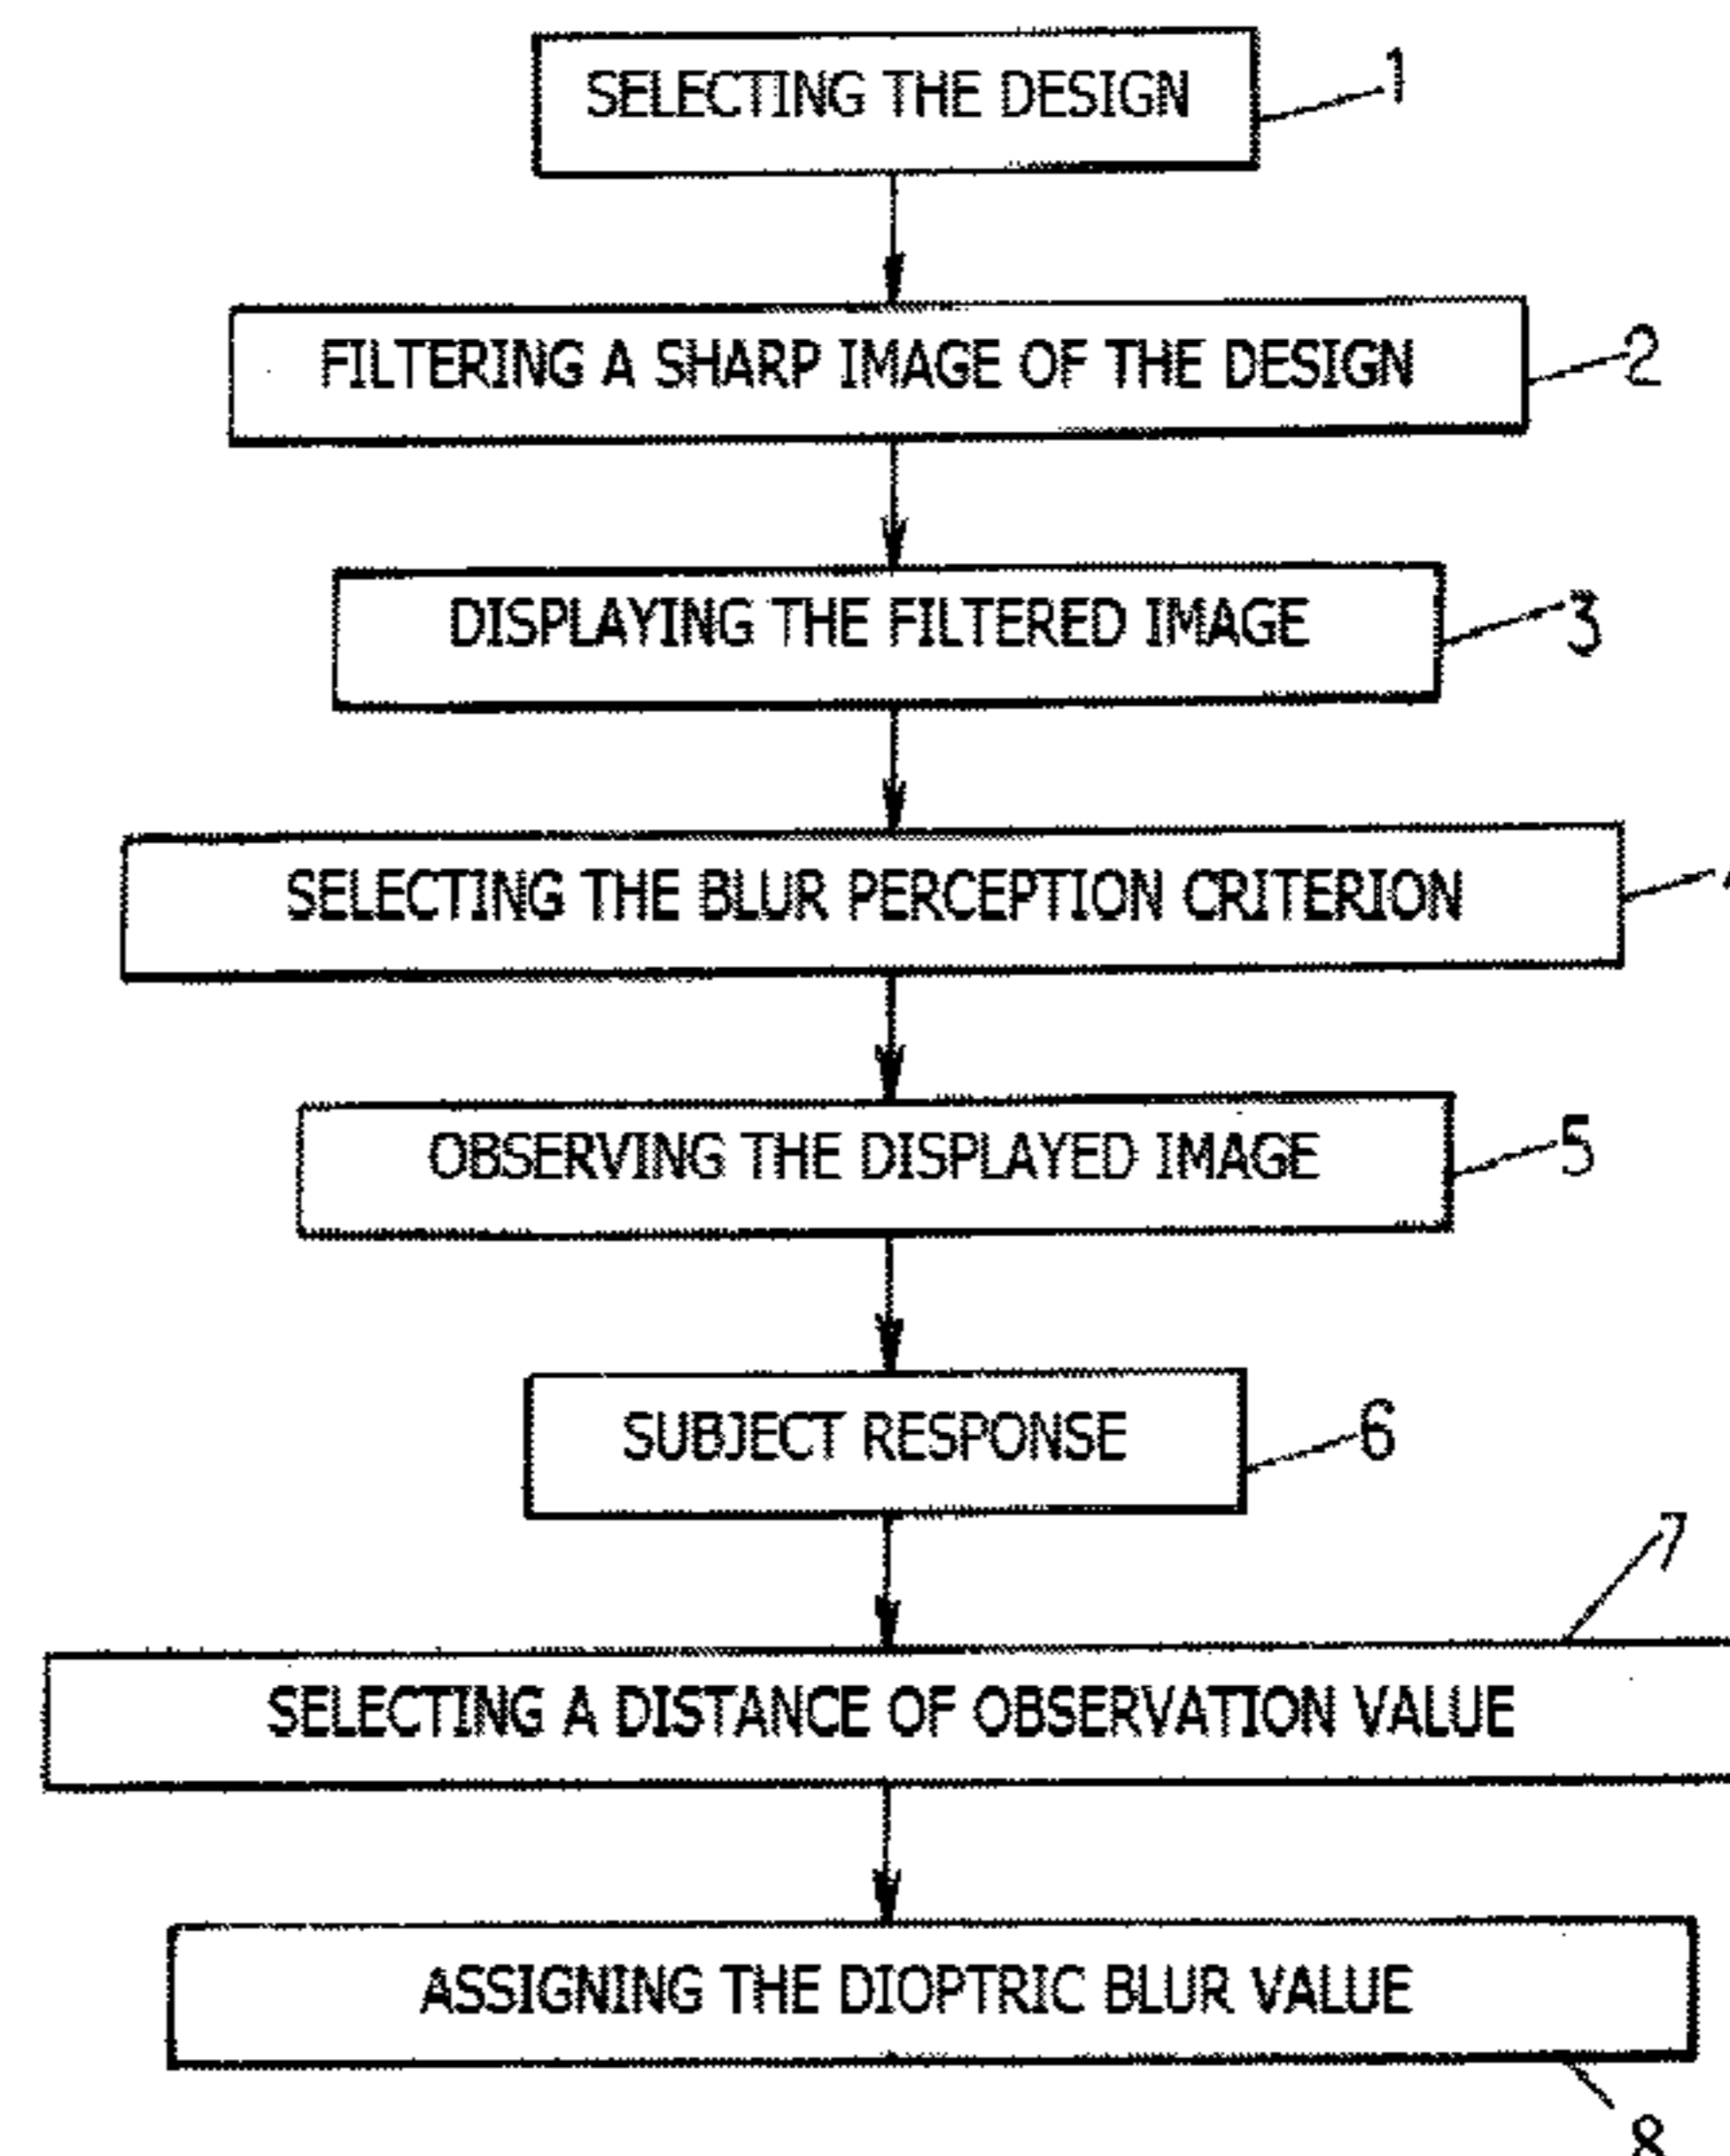 SELECTING THE DESIGN
1
FILTERING A SHARP IMAGE OF THE DESIGN
2
DISPLAYING THE FILTERED IMAGE
3
SELECTING THE BLUR PERCEPTION CRITERION
OBSERVING THE DISPLAYED IMAGE
5
SUBJECT RESPONSE
6
7
SELECTING A DISTANCE OF OBSERVATION VALUE
ASSIGNING THE DIOPTRIC BLUR VALUE
8